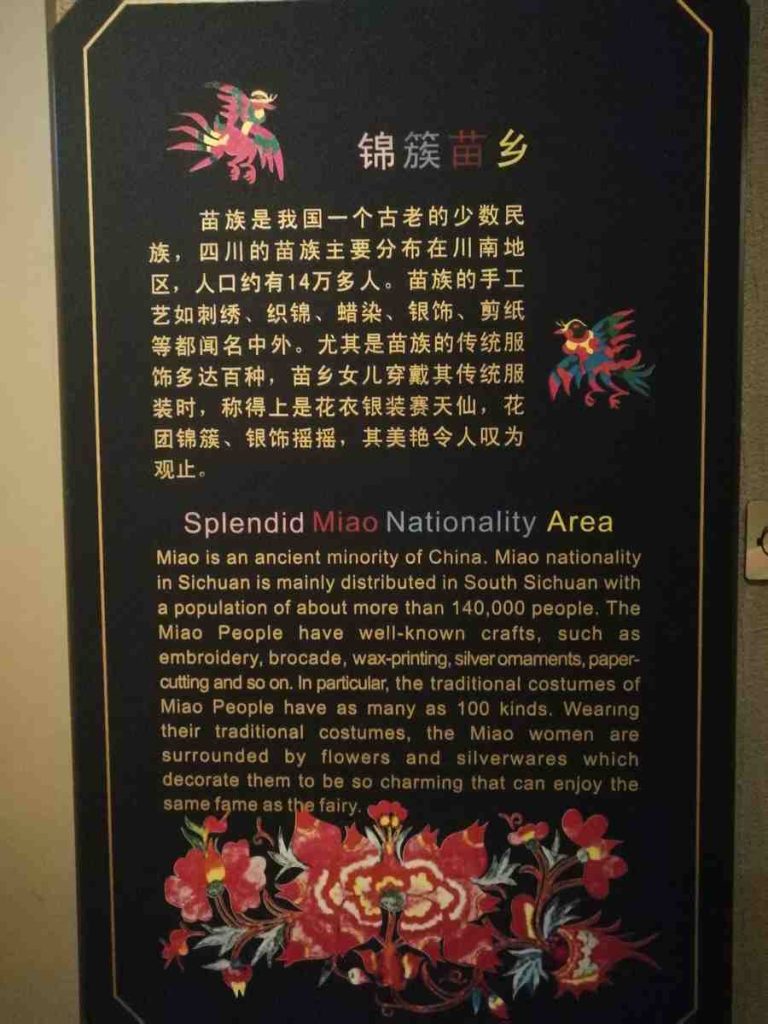 锦簇苗乡
苗族是我国一个古老的少数民
族，四川的苗族主要分布在川南地
区，人口约有14万多人。苗族的手工
艺如刺绣、织锦、蜡染、银饰、剪纸
等都闻名中外。尤其是苗族的传统服
饰多达百种，苗乡女儿穿戴其传统服
装时，称得上是花衣银装赛天仙，花
团锦簇、银饰摇摇，其美艳令人叹为
观止。
Splendid Miao Nationality Area
Miao is an ancient minority of China. Miao nationality
in Sichuan is mainly distributed in South Sichuan with
a population of about more than 140,000 people. The
Miao People have well-known crafts, such as
embroidery, brocade, wax-printing, silver ornaments, paper-
cutting and so on. In particular, the traditional costumes of
Miao People have as many as 100 kinds. Wearing
their traditional costumes, the Miao women are
surrounded by flowers and silverwares which
decorate them to be so charming that can enjoy the
same fame as the fairy.